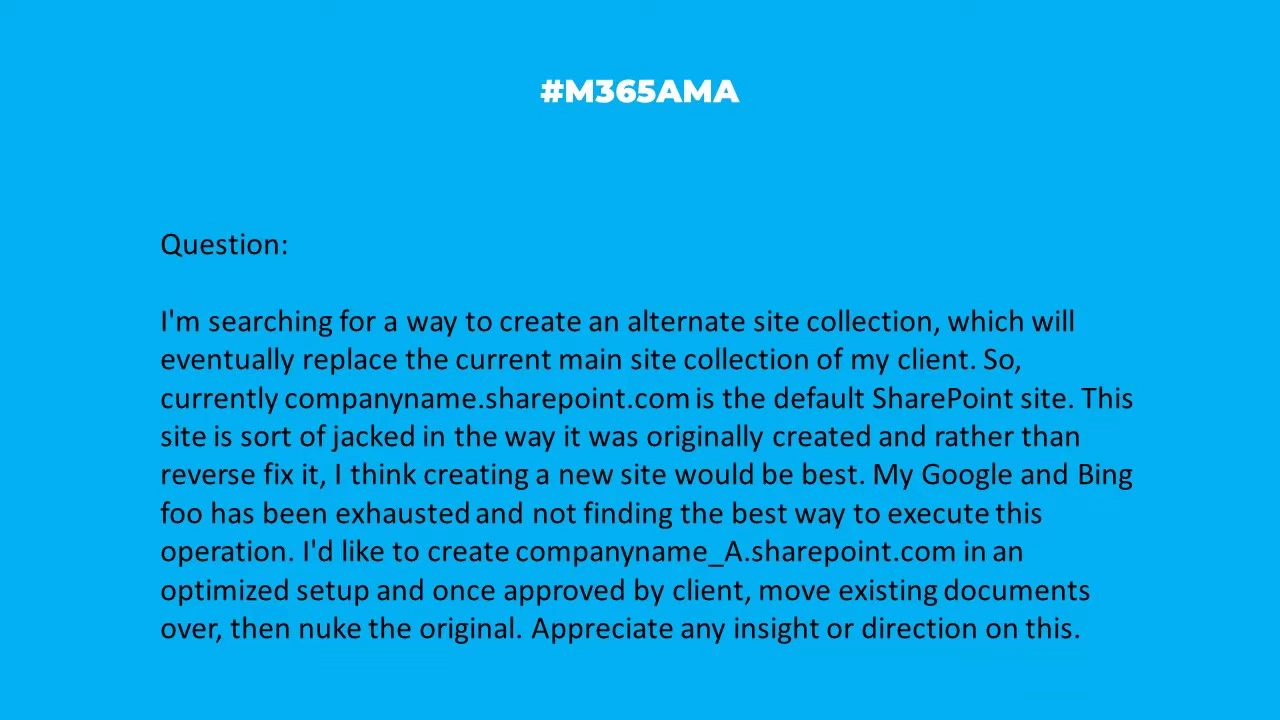 #M365AMA
Question:
I'm searching for a way to create an alternate site collection, which will
eventually replace the current main site collection of my client. So,
currently companyname.sharepoint.com is the default SharePoint site. This
site is sort of jacked in the way it was originally created and rather than
reverse fix it, I think creating a new site would be best. My Google and Bing
foo has been exhausted and not finding the best way to execute this
operation. I'd like to create companyname_A.sharepoint.com in an
optimized setup and once approved by client, move existing documents
over, then nuke the original. Appreciate any insight or direction on this.